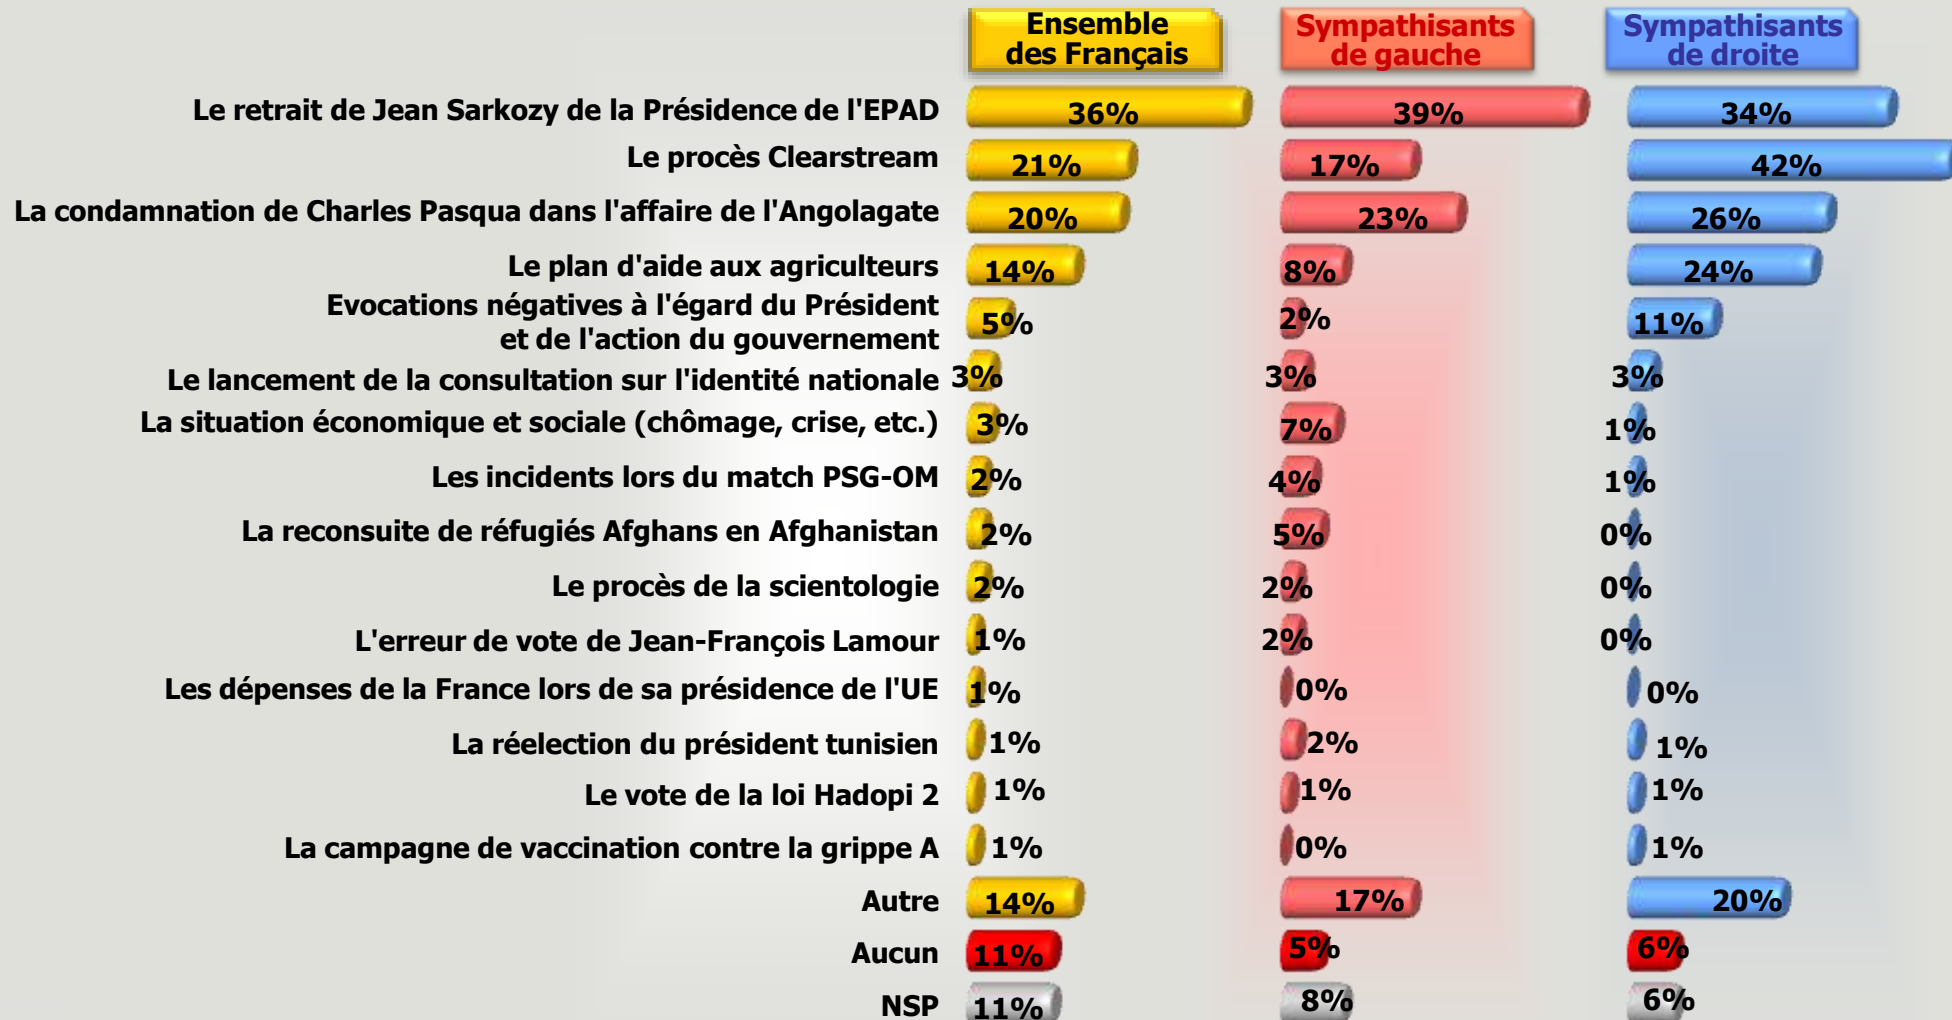 Ensemble
des Français
Sympathisants
de gauche
Sympathisants
de droite
Le retrait de Jean Sarkozy de la Présidence de l'EPAD 36% 39% 34%
Le procès Clearstream 21% 17% 42%
La condamnation de Charles Pasqua dans l'affaire de l'Angolagate 20% 23% 26%
Le plan d'aide aux agriculteurs 14% 8% 24%
Evocations négatives à l'égard du Président
et de l'action du gouvernement 5% 2% 11%
Le lancement de la consultation sur l'identité nationale 3% 3% 3%
La situation économique et sociale (chômage, crise, etc.) 3% 7% 1%
Les incidents lors du match PSG-OM 2% 4% 1%
La reconsuite de réfugiés Afghans en Afghanistan 2% 5% 0%
Le procès de la scientologie 2% 2% 0%
L'erreur de vote de Jean-François Lamour 1% 2% 0%
Les dépenses de la France lors de sa présidence de l'UE 1% 0% 0%
La réelection du président tunisien 1% 2% 1%
Le vote de la loi Hadopi 2 1% 1% 1%
La campagne de vaccination contre la grippe A 1% 0% 1%
Autre 14% 17% 20%
Aucun 11% 5% 6%
NSP 11% 8% 6%